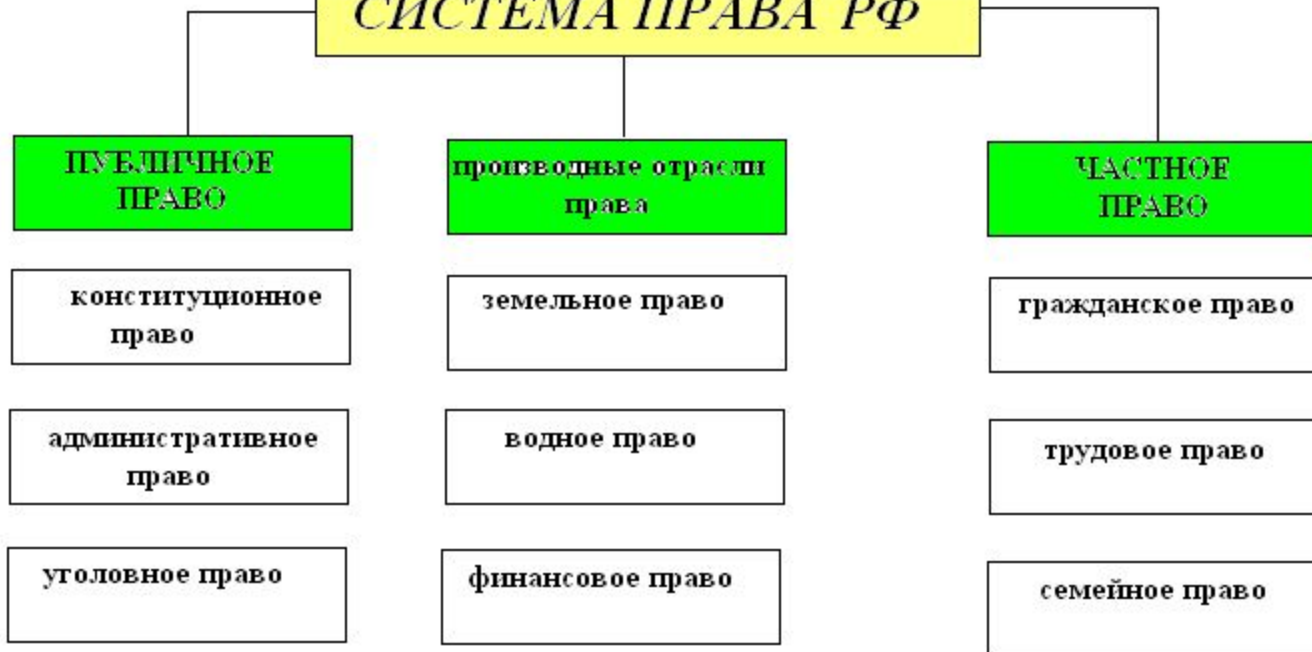 СИСТЕМА ПРАВА РФ
ПУБЛИЧНОЕ
ПРАВО
конституционное
право
административное
право
уголовное право
производные отрасли
права
земельное право
водное право
финансовое право
ЧАСТНОЕ
ПРАВО
гражданское право
трудовое право
семейное право